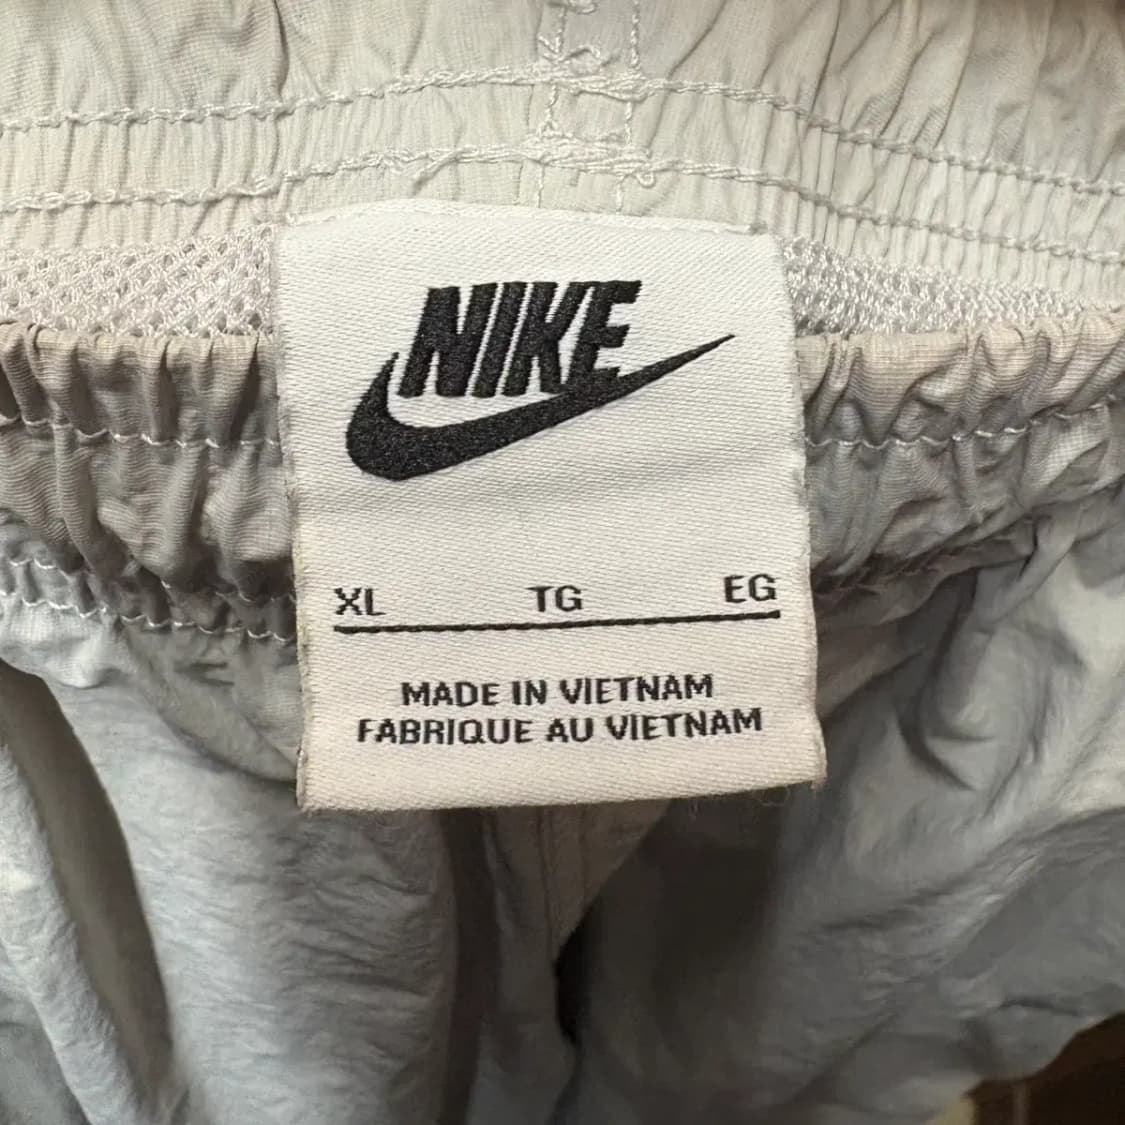 NIKE
XL TG EG
MADE IN VIETNAM
FABRIQUE AU VIETNAM